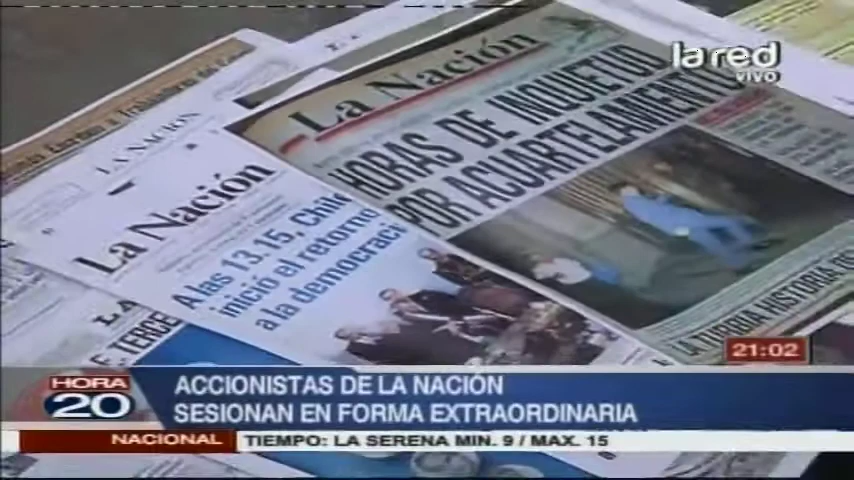 la red
vivo
La Nación
HORAS DE INQUIETUD
POR ACUARTELAMIENTO
LA NACION
La Nación
A las 13.15, Chile
inició el retorno
a la democracia
LA
E TERCE
LA TURBIA HISTORIA DE
21:02
HORA
20
ACCIONISTAS DE LA NACIÓN
SESIONAN EN FORMA EXTRAORDINARIA
NACIONAL
TIEMPO: LA SERENA MIN. 9 / MAX. 15